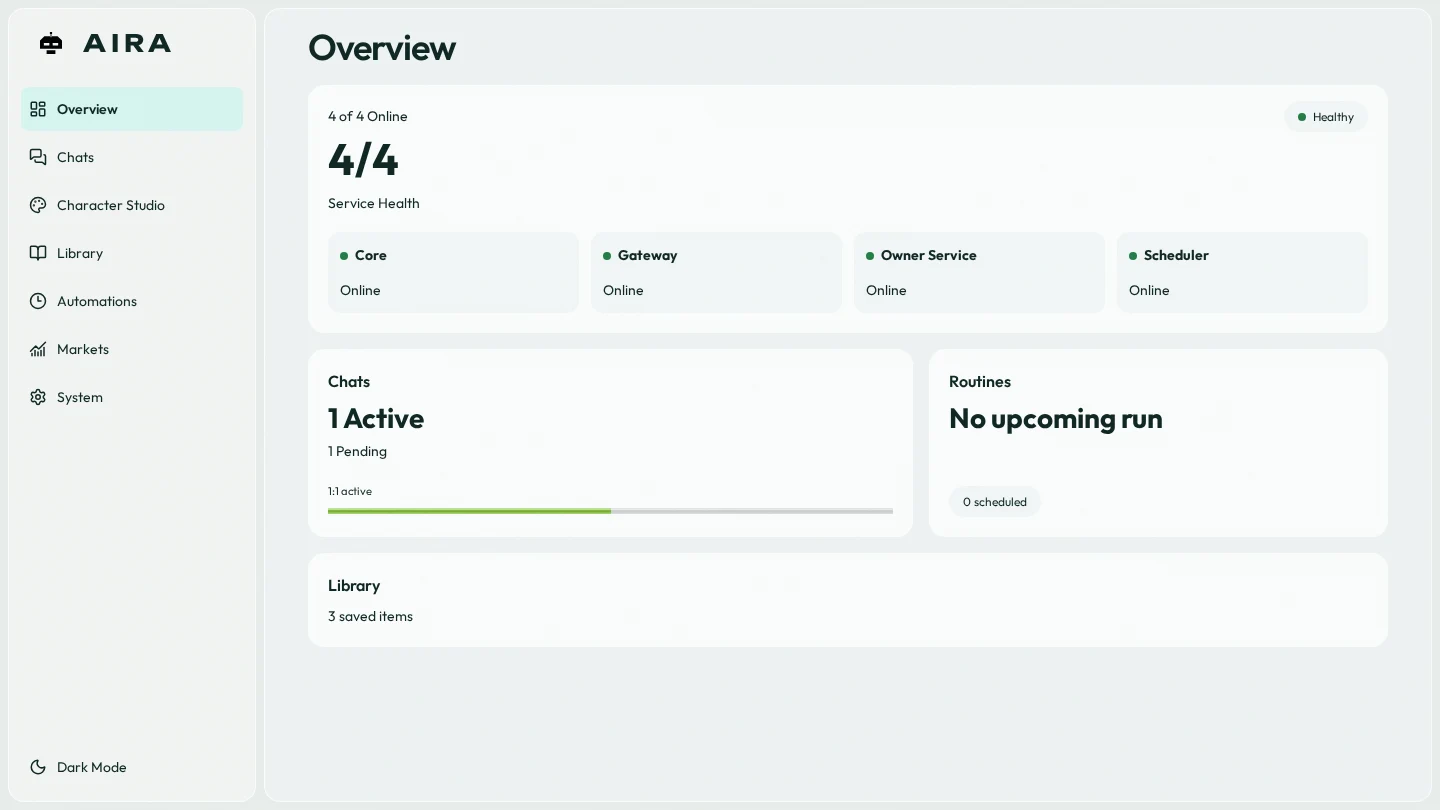 AIRA
Overview
Chats
Character Studio
Library
Automations
Markets
System
Dark Mode
Overview
4 of 4 Online
Healthy
4/4
Service Health
Core
Online
Gateway
Online
Owner Service
Online
Scheduler
Online
Chats
1 Active
1 Pending
1:1 active
Routines
No upcoming run
0 scheduled
Library
3 saved items